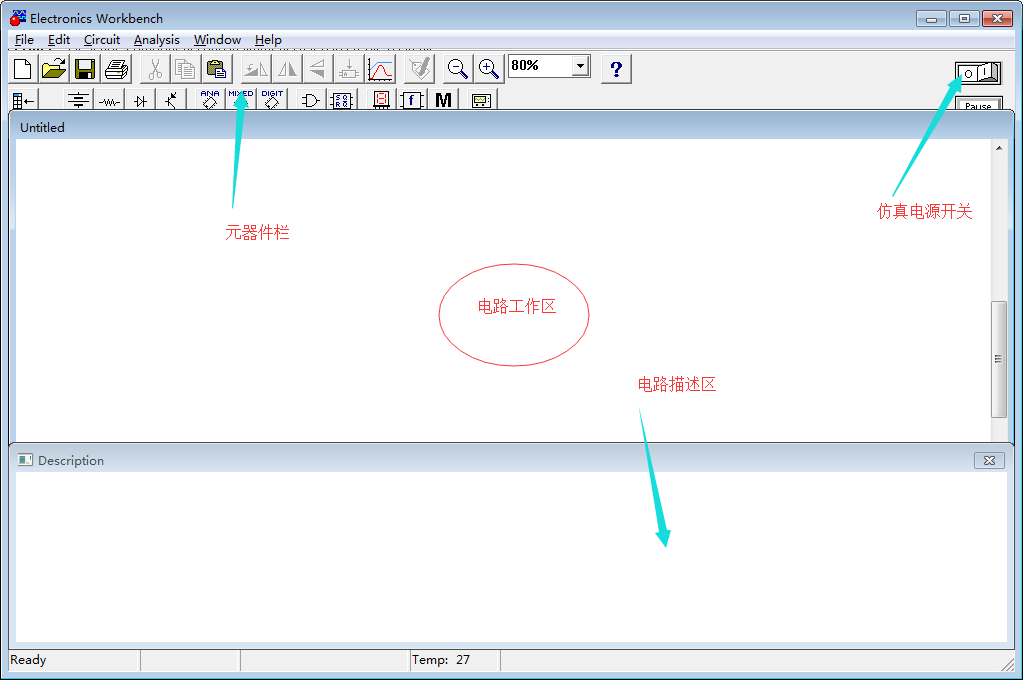 Electronics Workbench
File Edit Circuit Analysis Window Help
80%
?
ANA MIXED DIGIT
f M
Pause
Untitled
仿真电源开关
元器件栏
电路工作区
电路描述区
Description
Ready
Temp: 27